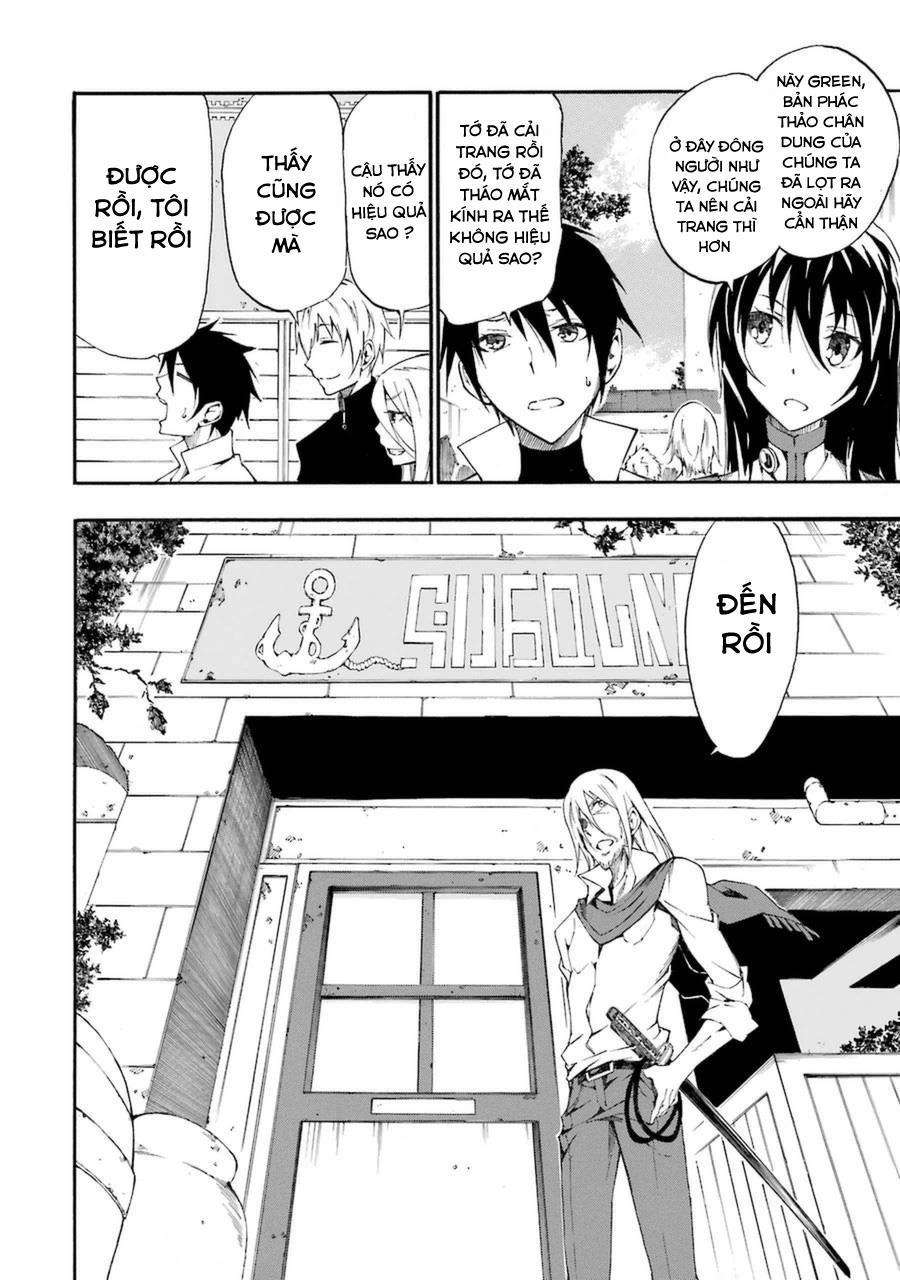 NÀY GREEN,
BẢN PHÁC
THẢO CHÂN
DUNG CỦA
CHÚNG TA
ĐÃ LỌT RA
NGOÀI HÃY
CẨN THẬN
Ở ĐÂY ĐÔNG
NGƯỜI NHƯ
VẬY, CHÚNG
TA NÊN CẢI
TRANG THÌ
HƠN
TỚ ĐÃ CẢI
TRANG RỒI
ĐÓ, TỚ ĐÃ
THÁO MẮT
KÍNH RA THẾ
KHÔNG HIỆU
QUẢ SAO?
CẬU THẤY
NÓ CÓ
HIỆU QUẢ
SAO ?
THẤY
CŨNG
ĐƯỢC
MÀ
ĐƯỢC
RỒI, TÔI
BIẾT RỒI
ĐẾN
RỒI